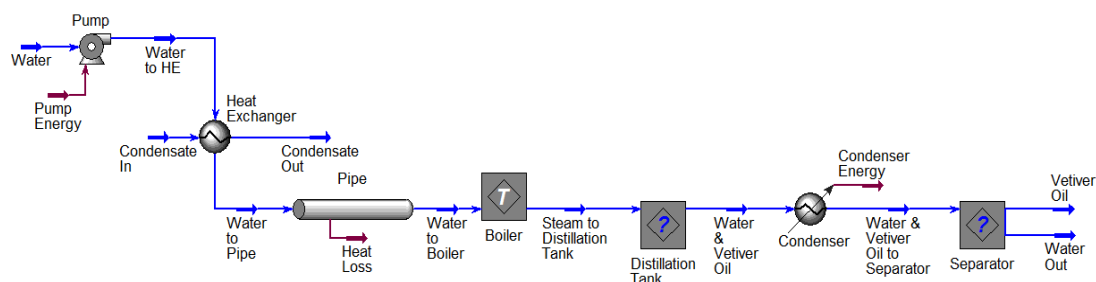 Pump
Water
Water
to HE
Pump
Energy
Heat
Exchanger
Condensate
In
Condensate
Out
Pipe
Water
to
Pipe
Heat
Loss
Water
to
Boiler
T
Boiler
Steam to
Distillation
Tank
?
Distillation
Tank
Water
&
Vetiver
Oil
Condenser
Energy
Condenser
Water &
Vetiver
Oil to
Separator
?
Separator
Vetiver
Oil
Water
Out